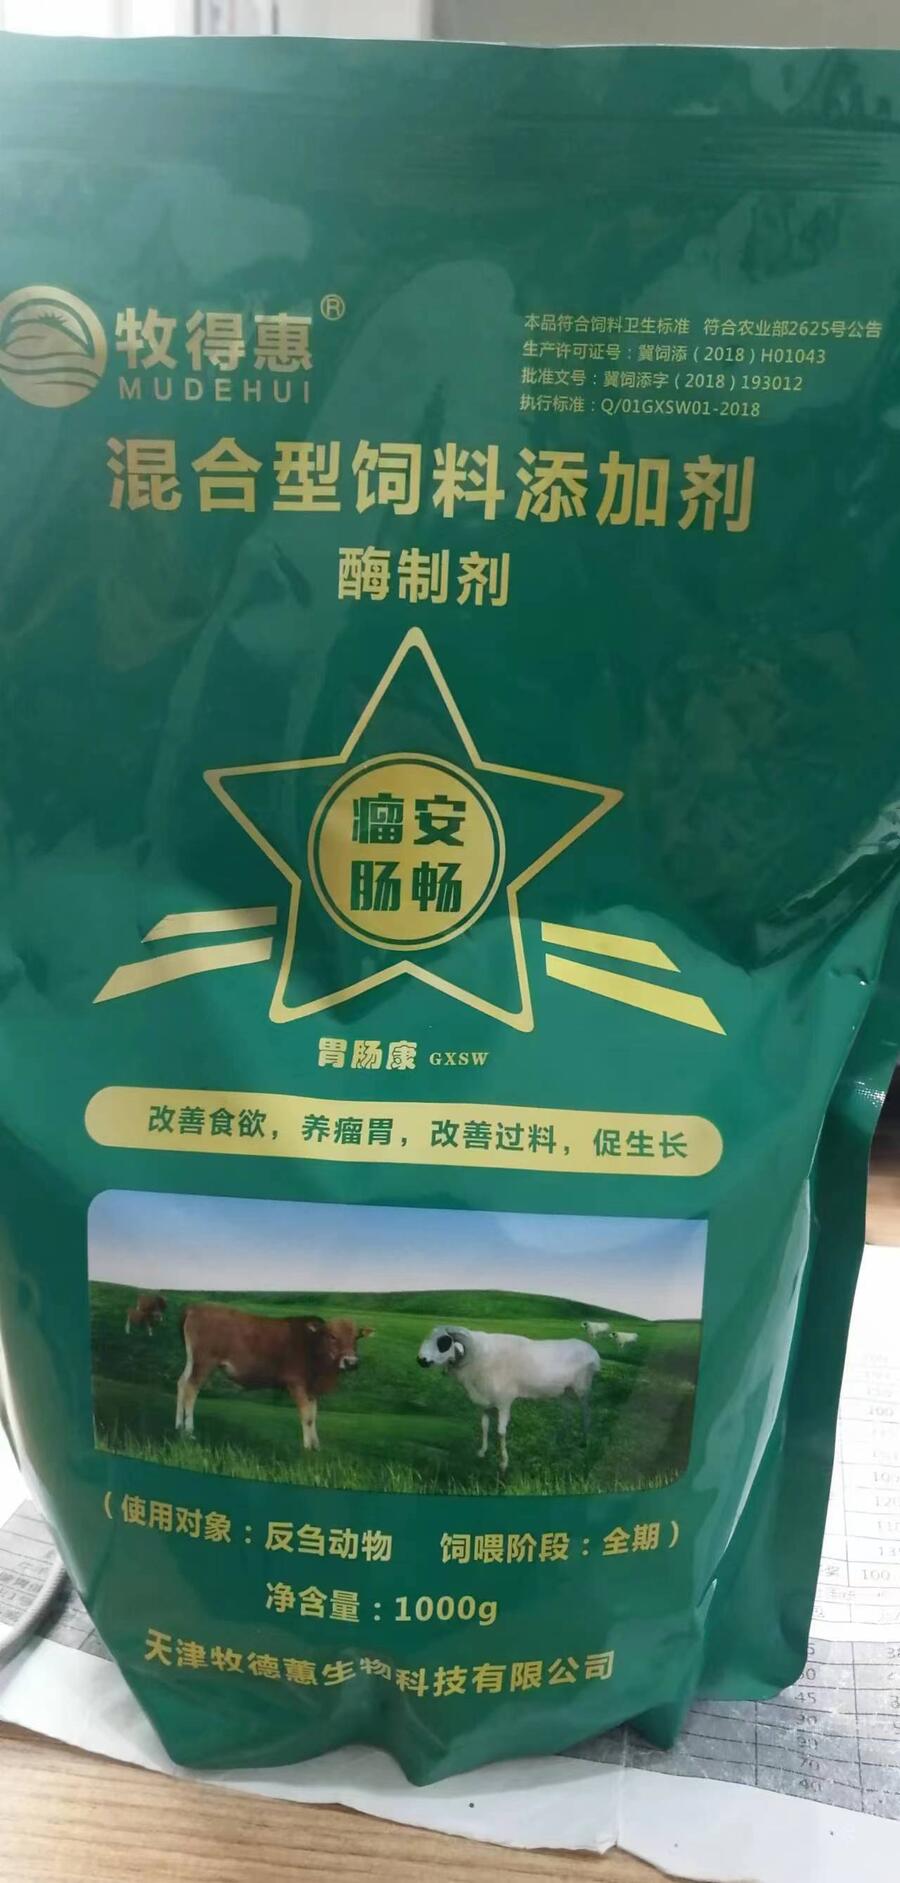 牧得惠®
MUDEHUI
本品符合饲料卫生标准 符合农业部2625号公告
生产许可证号：冀饲添（2018）H01043
批准文号：冀饲添字（2018）193012
执行标准：Q/01GXSW01-2018
混合型饲料添加剂
酶制剂
瘤安
肠畅
胃肠康 GXSW
改善食欲，养瘤胃，改善过料，促生长
（使用对象：反刍动物 饲喂阶段：全期）
净含量：1000g
天津牧德蕙生物科技有限公司